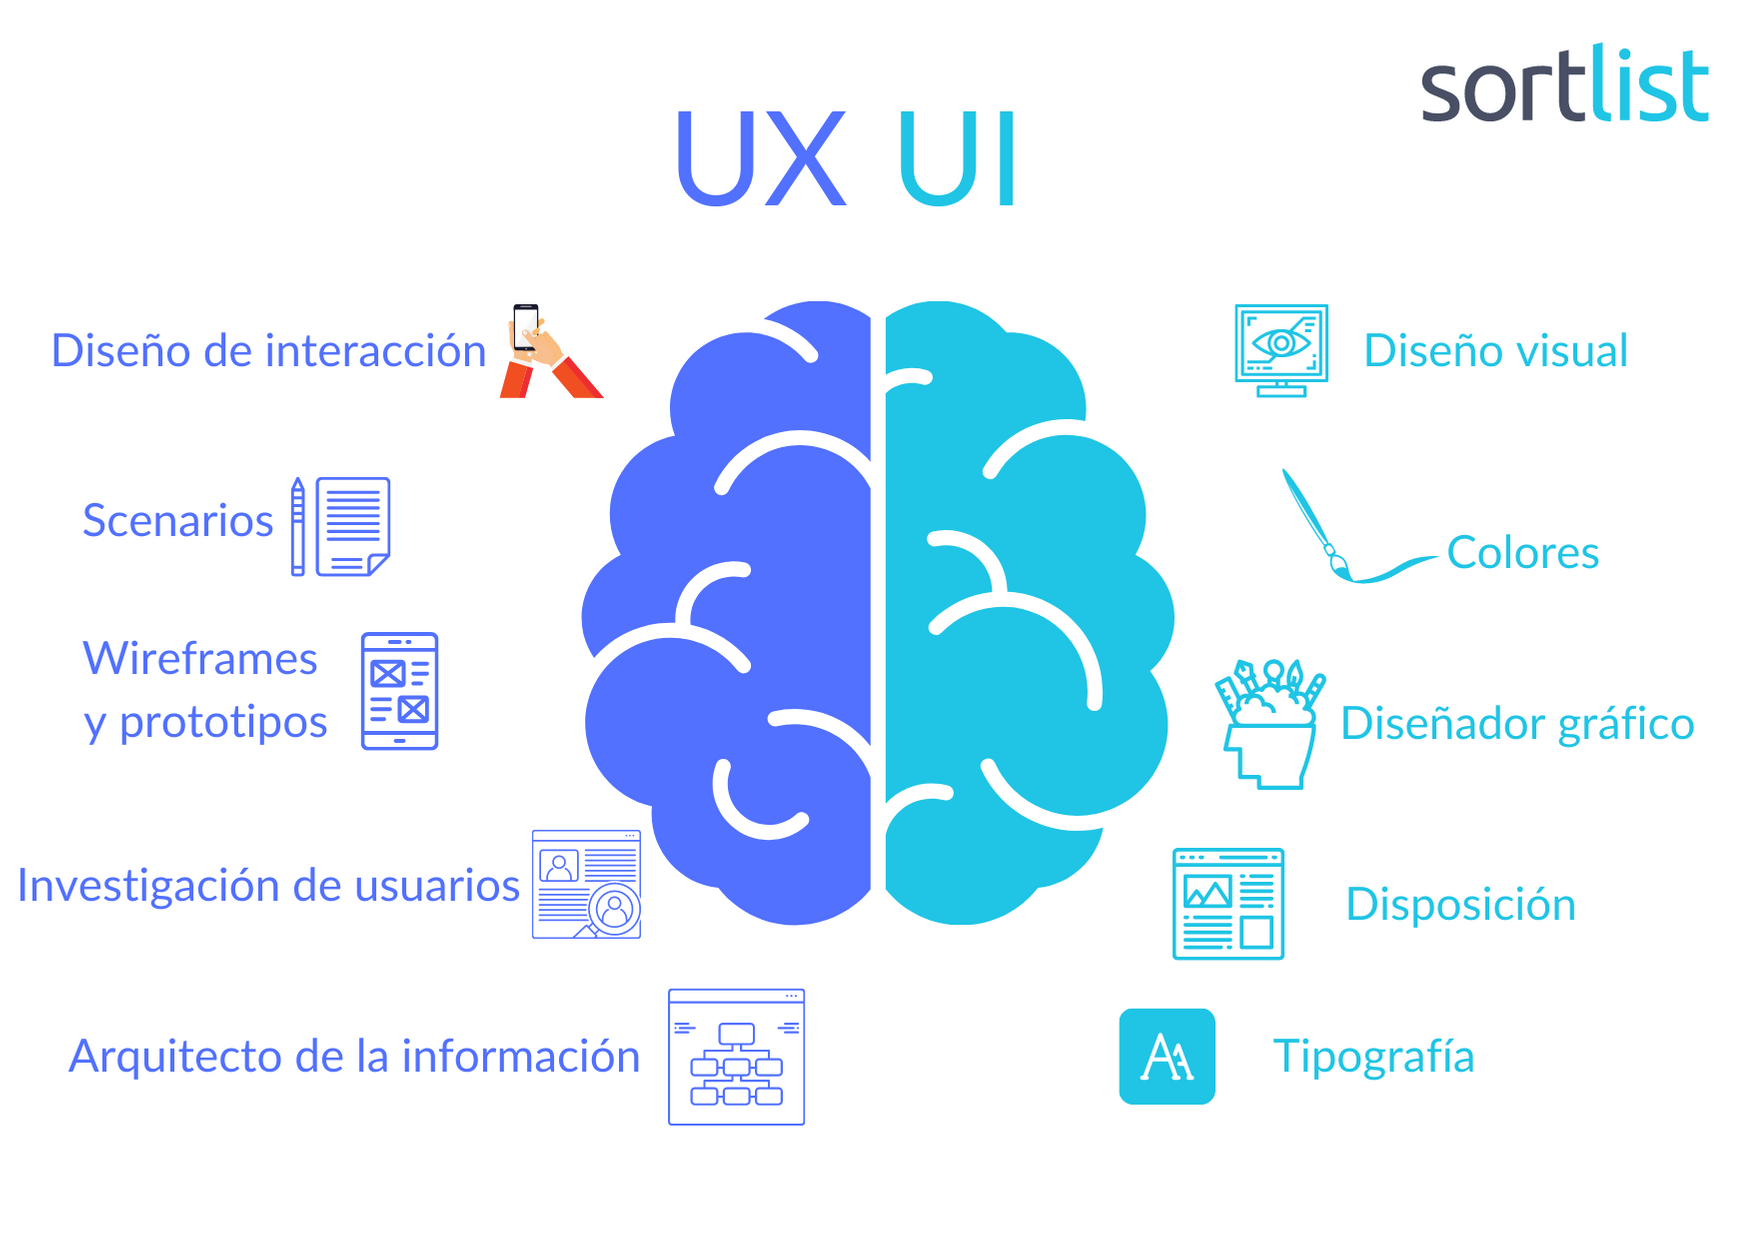 sortlist
UX UI
Diseño de interacción
Scenarios
Wireframes
y prototipos
Investigación de usuarios
Arquitecto de la información
Diseño visual
Colores
Diseñador gráfico
Disposición
AA
Tipografía